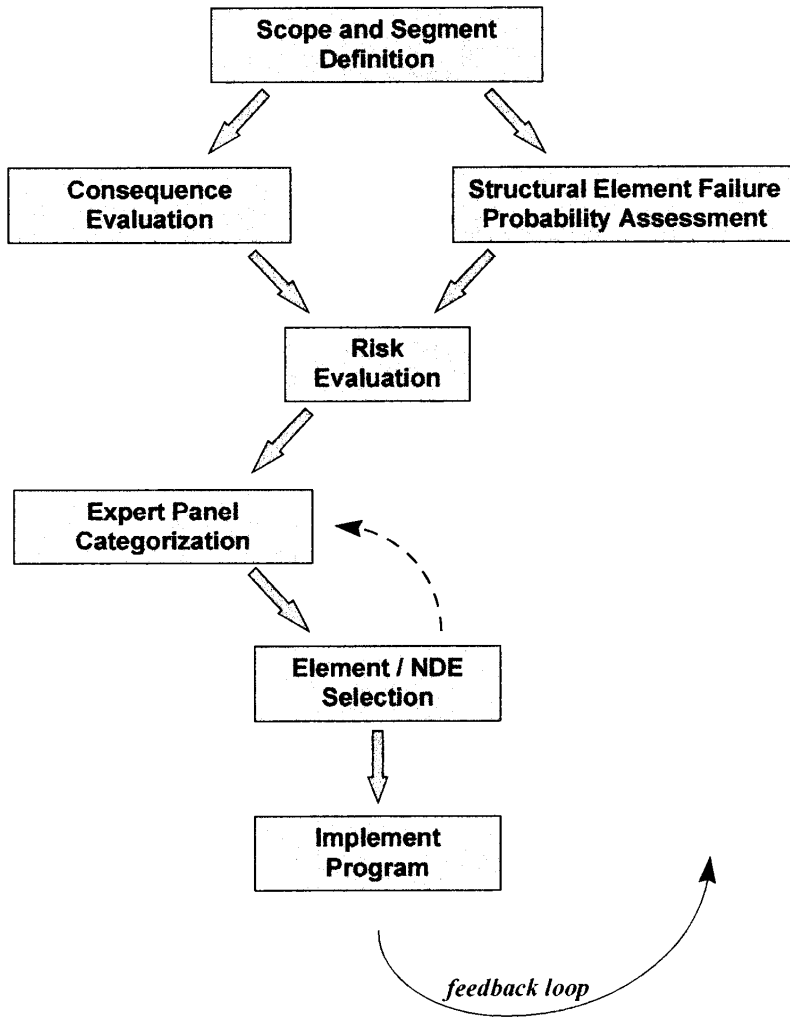 Scope and Segment
Definition
Consequence
Evaluation
Structural Element Failure
Probability Assessment
Risk
Evaluation
Expert Panel
Categorization
Element / NDE
Selection
Implement
Program
feedback loop